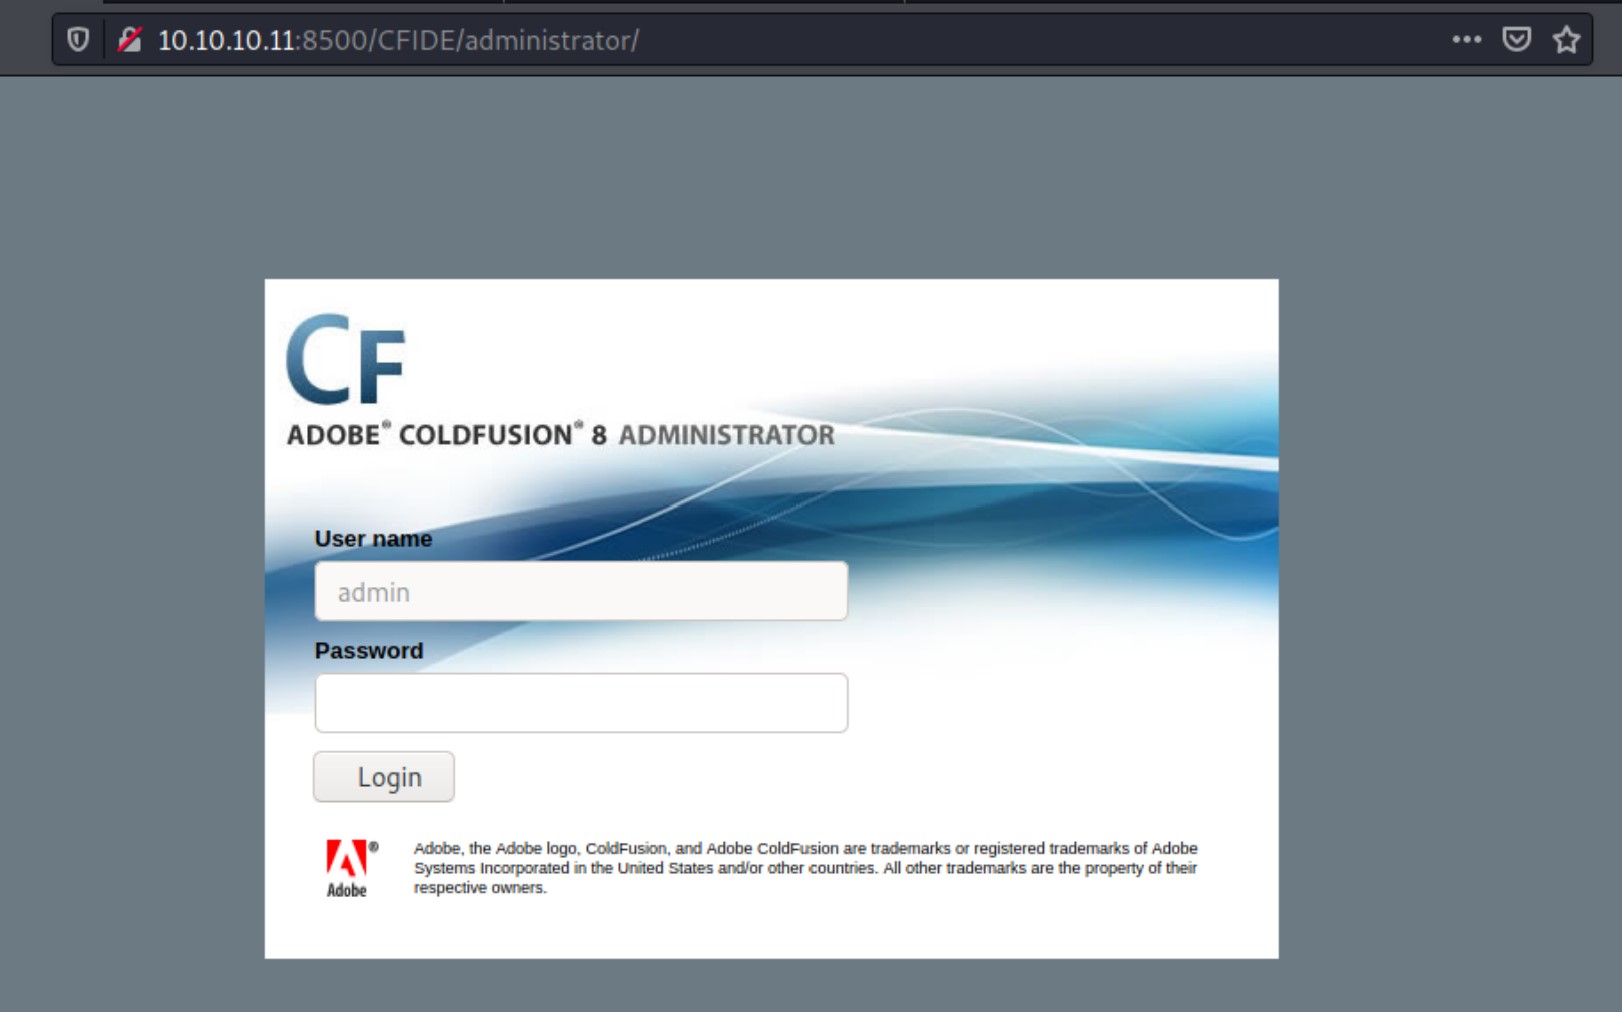 10.10.10.11:8500/CFIDE/administrator/
CF
ADOBE® COLDFUSION® 8 ADMINISTRATOR
User name
admin
Password
Login
Adobe, the Adobe logo, ColdFusion, and Adobe ColdFusion are trademarks or registered trademarks of Adobe
Systems Incorporated in the United States and/or other countries. All other trademarks are the property of their
respective owners.
®
Adobe